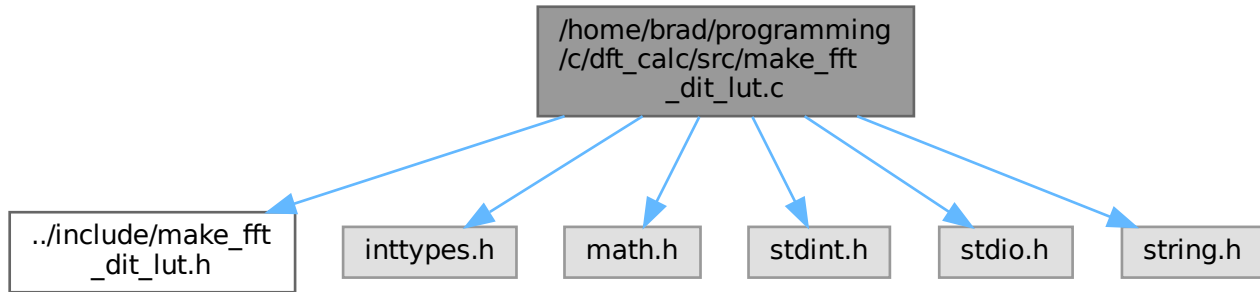 /home/brad/programming
/c/dft_calc/src/make_fft
_dit_lut.c
../include/make_fft
_dit_lut.h
inttypes.h
math.h
stdint.h
stdio.h
string.h